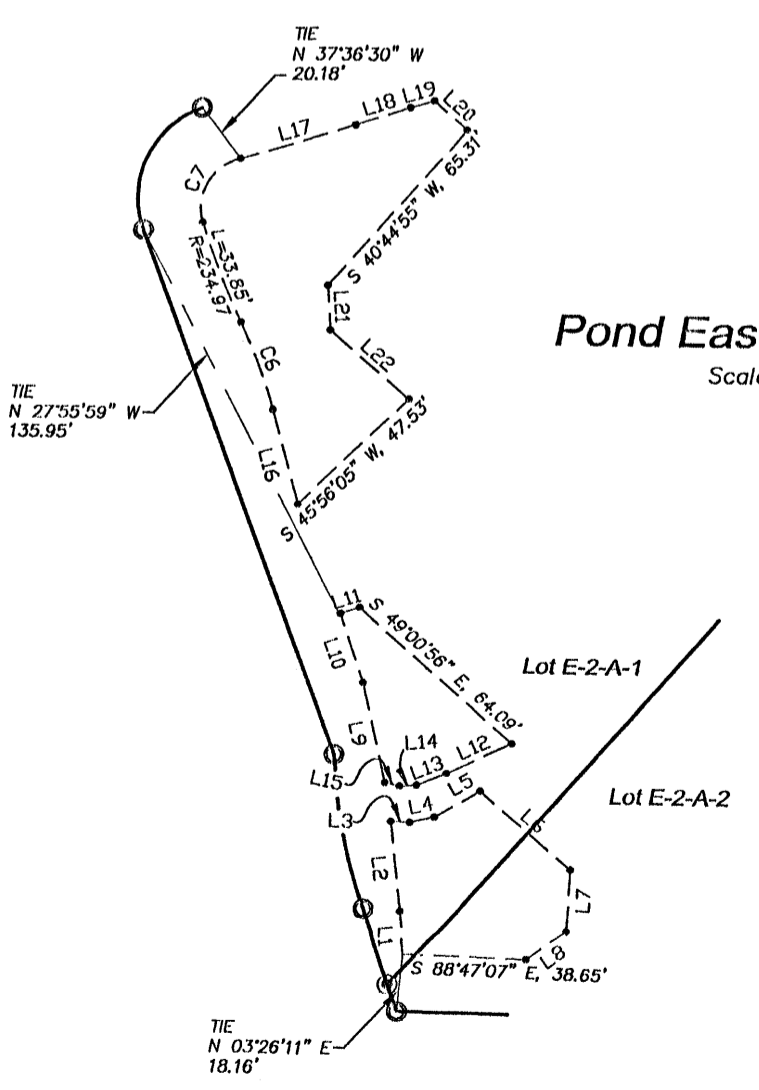 TIE
N 37°36'30" W
20.18'
L17
L18
L19
L20
C7
S 40°44'55" W, 65.31'
L=33.85'
R=234.97
L21
C6
L22
Pond Eas
Scale
TIE
N 27°55'59" W
135.95'
L16
S 45°56'05" W, 47.53'
L11
S 49°00'56" E, 64.09'
L10
Lot E-2-A-1
L9
L14
L12
L15
L13
L5
L3
L4
Lot E-2-A-2
L6
L2
L7
L1
L8
S 88°47'07" E, 38.65'
TIE
N 03°26'11" E
18.16'